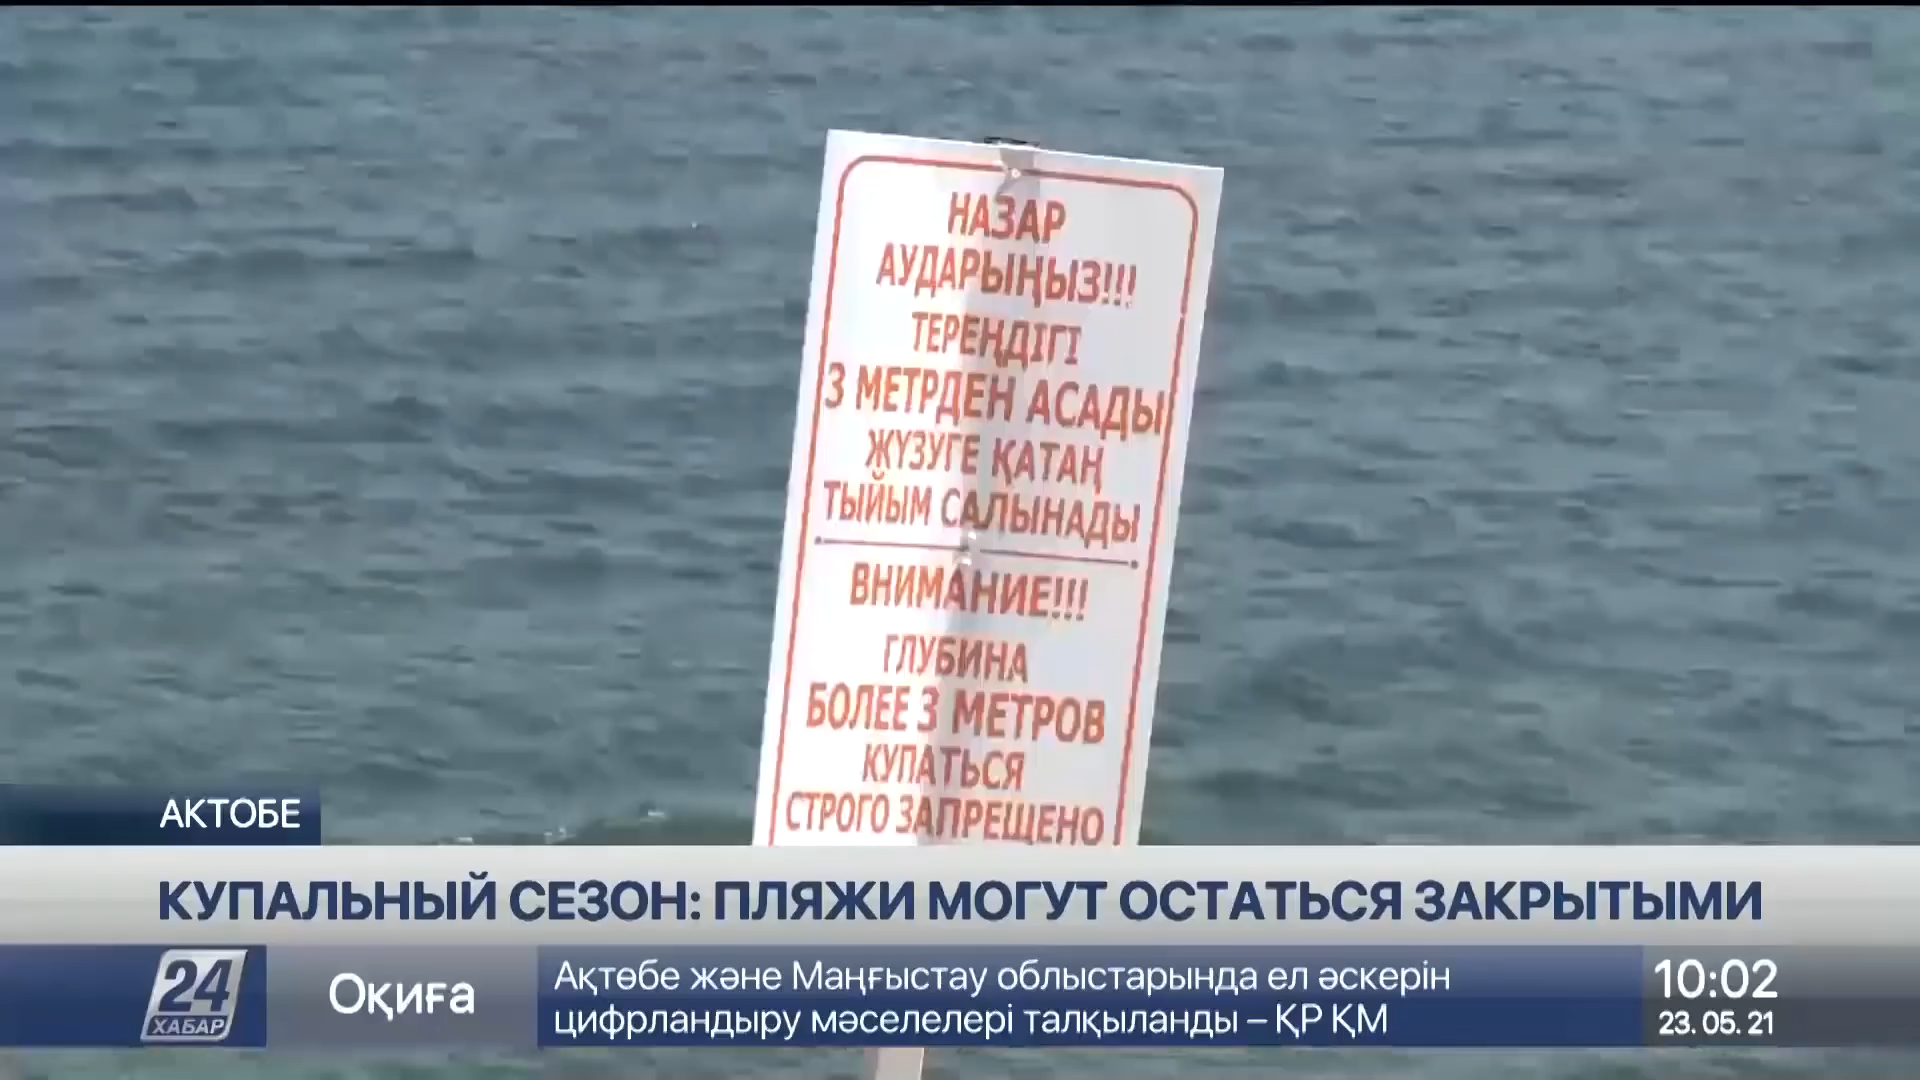 НАЗАР
АУДАРЫҢЫЗ!!!
ТЕРЕҢДІГІ
3 МЕТРДЕН АСАДЫ
ЖҮЗУГЕ ҚАТАҢ
ТЫЙЫМ САЛЫНАДЫ
ВНИМАНИЕ!!!
ГЛУБИНА
БОЛЕЕ 3 МЕТРОВ
КУПАТЬСЯ
СТРОГО ЗАПРЕЩЕНО
АКТОБЕ
КУПАЛЬНЫЙ СЕЗОН: ПЛЯЖИ МОГУТ ОСТАТЬСЯ ЗАКРЫТЫМИ
24
ХАБАР
Оқиға
Ақтөбе және Маңғыстау облыстарында ел әскерін
цифрландыру мәселелері талқыланды – ҚР ҚМ
10:02
23. 05. 21